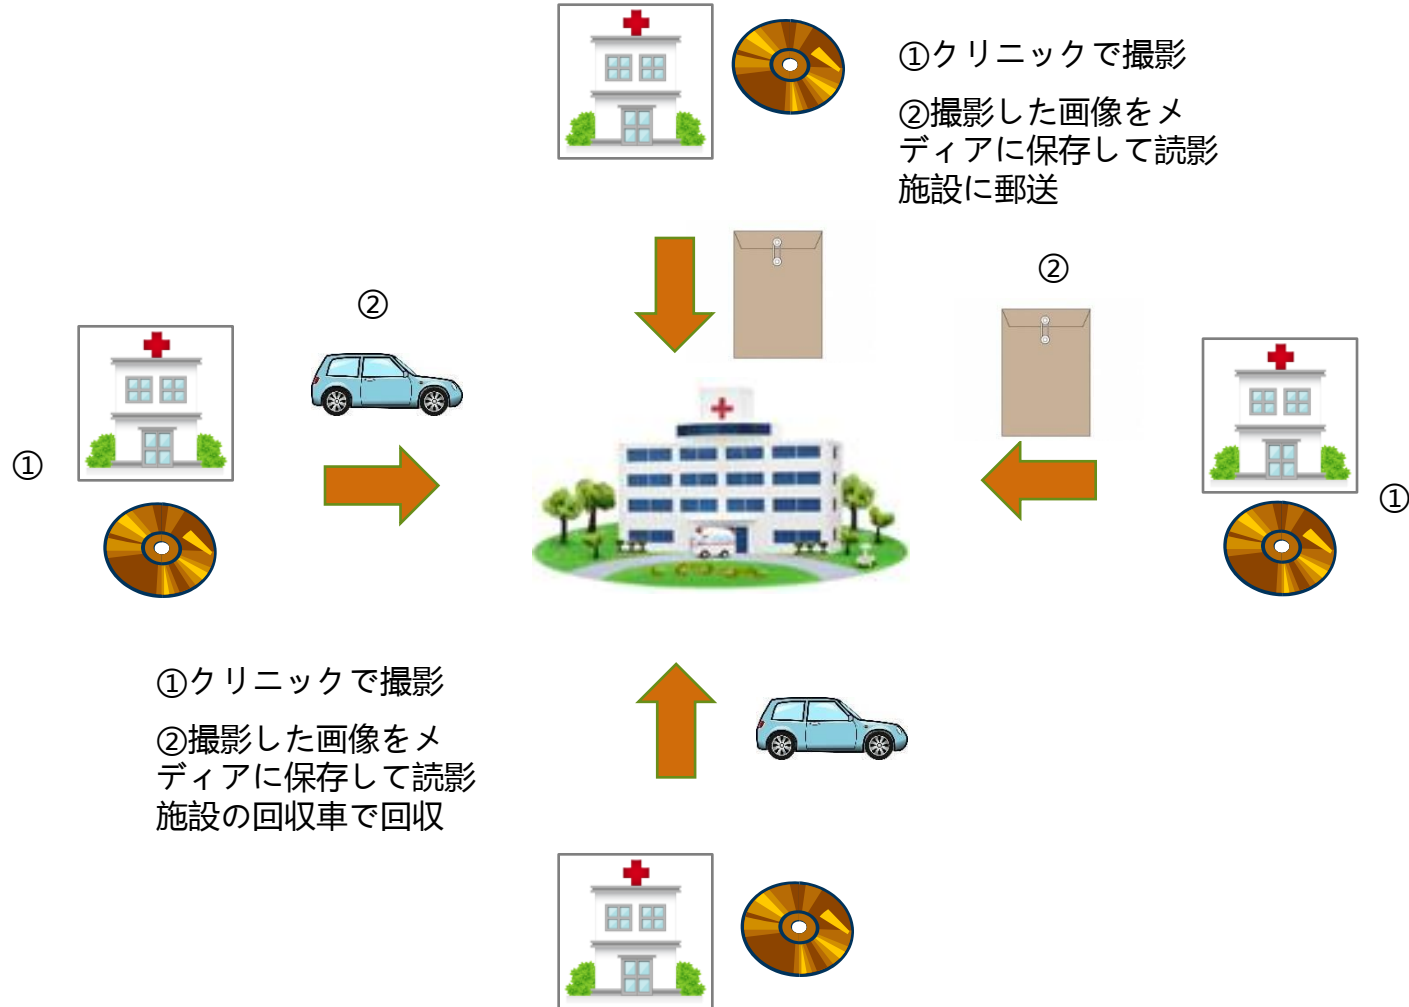 ①クリニックで撮影
②撮影した画像をメ
ディアに保存して読影
施設に郵送
②
②
①
①
①クリニックで撮影
②撮影した画像をメ
ディアに保存して読影
施設の回収車で回収